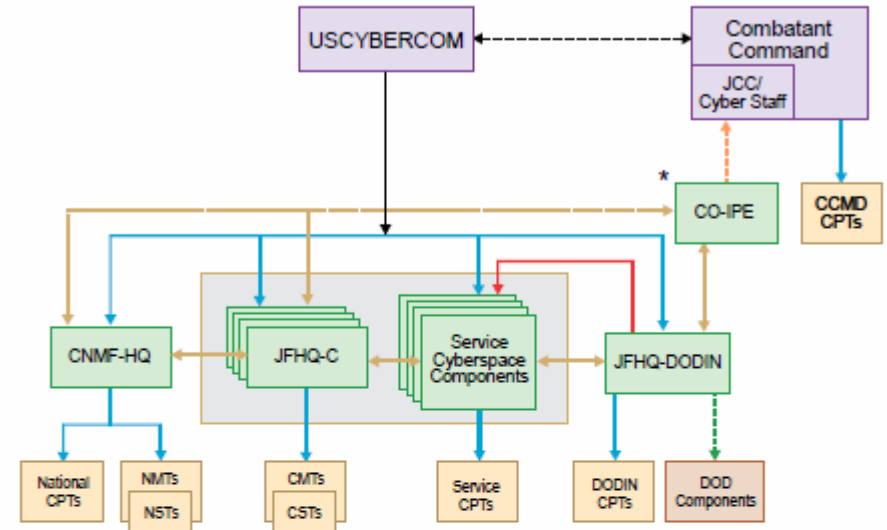 USCYBERCOM
Combatant
Command
JCC/
Cyber Staff
*
CO-IPE
CCMD
CPTs
CNMF-HQ
JFHQ-C
Service
Cyberspace
Components
JFHQ-DODIN
National
CPTs
NMTs
NSTs
CMTs
CSTs
Service
CPTs
DODIN
CPTs
DOD
Components